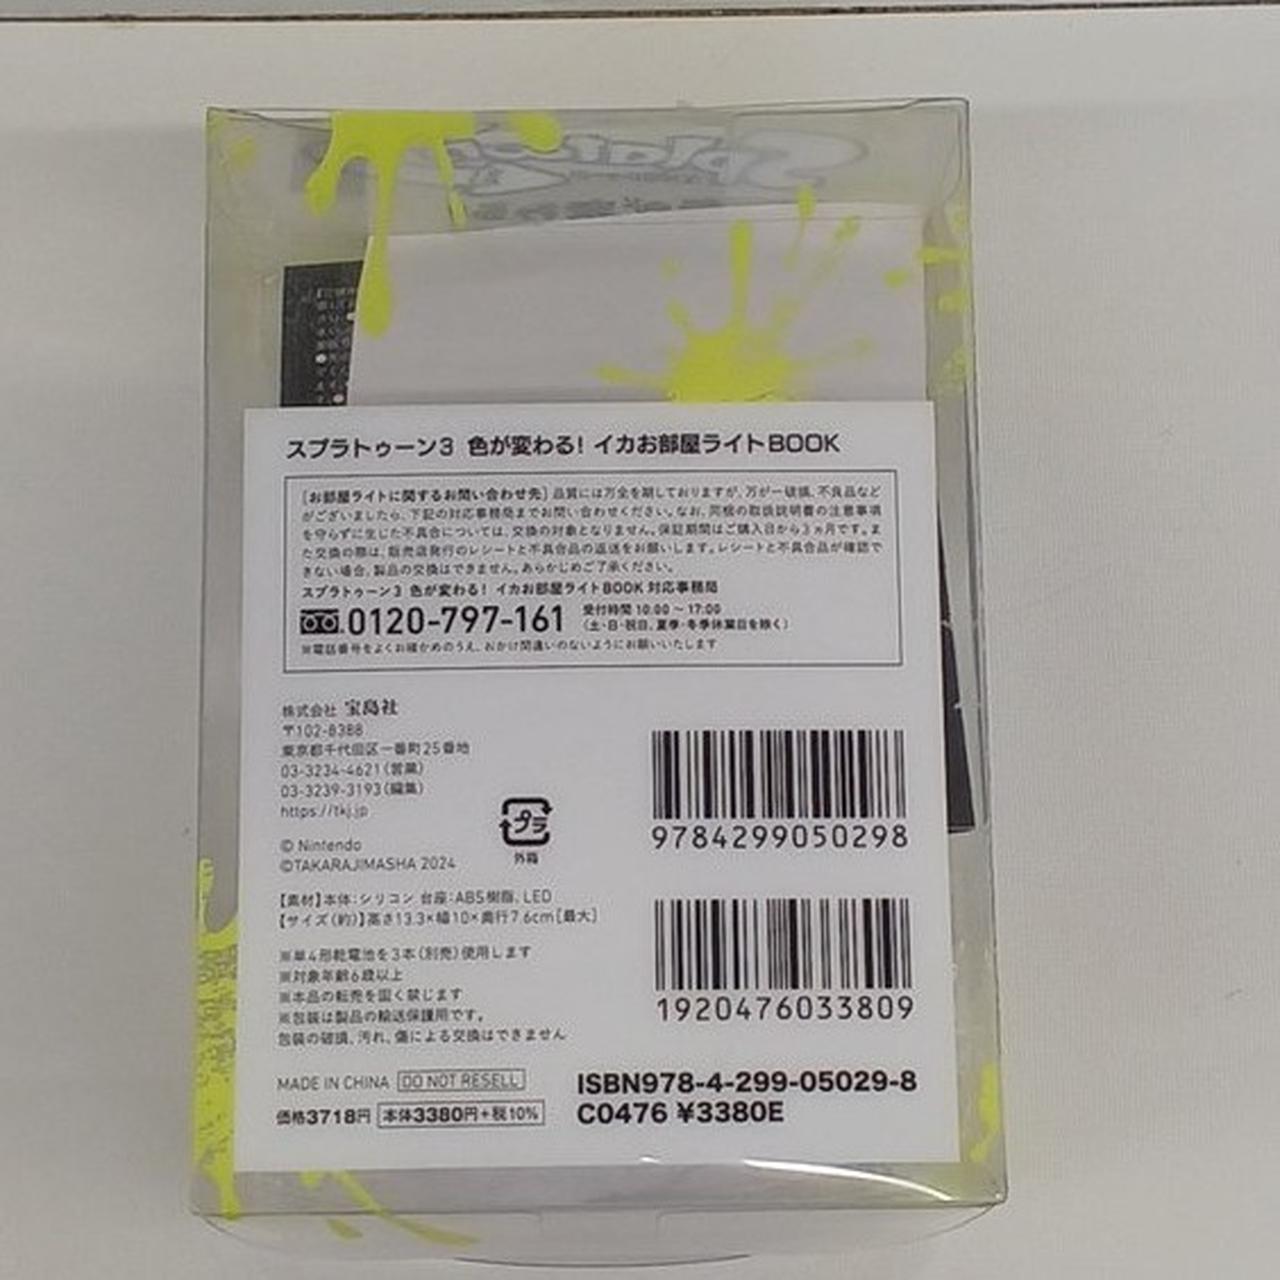 スプラトゥーン3 色が変わる! イカお部屋ライトBOOK
[お部屋ライトに関するお問い合わせ先] 品質には万全を期しておりますが、万が一破損、不良品など
がございましたら、下記の対応事務局までお問い合わせください。なお、同梱の取扱説明書の注意事項
を守らずに生じた不具合については、交換の対象となりません。保証期間はご購入日から3ヵ月です。ま
た交換の際は、販売店発行のレシートと不具合品の返送をお願いします。レシートと不具合品が確認で
きない場合、製品の交換はできません。あらかじめご了承ください。
スプラトゥーン3 色が変わる! イカお部屋ライトBOOK 対応事務局
0120-797-161 受付時間 10:00 ~ 17:00
(土・日・祝日、夏季・冬季休業日を除く)
※電話番号をよくお確かめのうえ、おかけ間違いのないようにお願いいたします
株式会社 宝島社
〒102-8388
東京都千代田区一番町25番地
03-3234-4621(営業)
03-3239-3193(編集)
https://tkj.jp
プラ
外箱
© Nintendo
©TAKARAJIMASHA 2024
9784299050298
【素材】本体:シリコン 台座:ABS樹脂、LED
【サイズ(約)】高さ13.3×幅10×奥行7.6cm[最大]
※単4形乾電池を3本(別売)使用します
※対象年齢6歳以上
※本品の転売を固く禁じます
※包装は製品の輸送保護用です。
包装の破損、汚れ、傷による交換はできません
1920476033809
MADE IN CHINA DO NOT RESELL
価格3718円 本体3380円+税10%
ISBN978-4-299-05029-8
C0476 ¥3380E